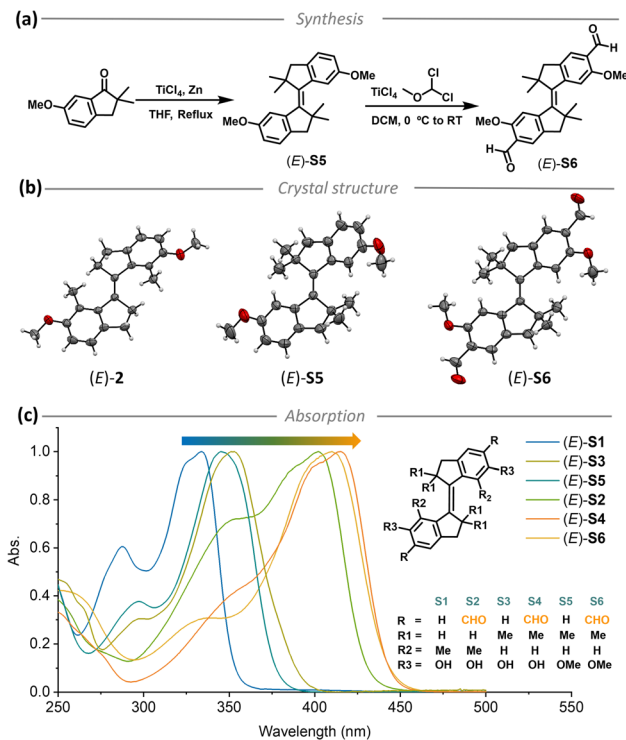 (a) Synthesis
O
MeO
TiCl4, Zn
THF, Reflux
OMe
MeO
(E)-S5
TiCl4 O Cl
Cl
DCM, 0 ºC to RT
O
OMe
MeO
O
(E)-S6
(b) Crystal structure
(E)-2 (E)-S5 (E)-S6
(c) Absorption
Abs.
1.0
0.8
0.6
0.4
0.2
0.0
250 300 350 400 450 500 550
Wavelength (nm)
(E)-S1
(E)-S3
(E)-S5
(E)-S2
(E)-S4
(E)-S6
R
R1
R1
R3
R2
R2
R3
R1
R1
R
S1 S2 S3 S4 S5 S6
R = H CHO H CHO H CHO
R1 = H H Me Me Me Me
R2 = Me Me H H H H
R3 = OH OH OH OH OMe OMe